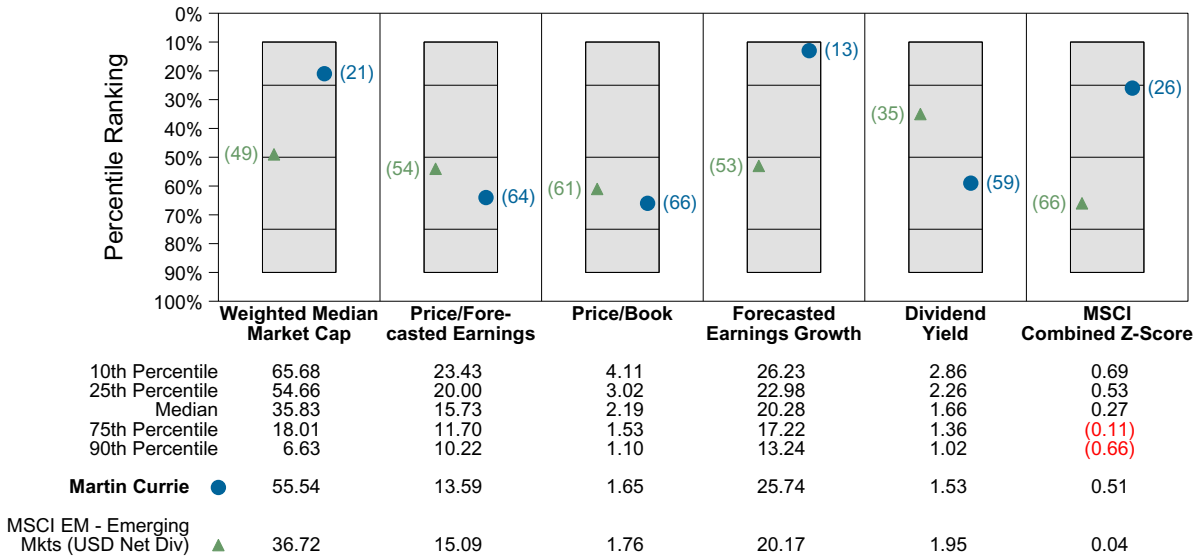 0%
10%
20%
30%
40%
50%
60%
70%
80%
90%
100%
Percentile Ranking
(21)
(49)
(54)
(64)
(61)
(66)
(13)
(53)
(35)
(59)
(26)
(66)
Weighted Median
Market Cap
Price/Fore-
casted Earnings
Price/Book
Forecasted
Earnings Growth
Dividend
Yield
MSCI
Combined Z-Score
10th Percentile 65.68 23.43 4.11 26.23 2.86 0.69
25th Percentile 54.66 20.00 3.02 22.98 2.26 0.53
Median 35.83 15.73 2.19 20.28 1.66 0.27
75th Percentile 18.01 11.70 1.53 17.22 1.36 (0.11)
90th Percentile 6.63 10.22 1.10 13.24 1.02 (0.66)
Martin Currie 55.54 13.59 1.65 25.74 1.53 0.51
MSCI EM - Emerging
Mkts (USD Net Div) 36.72 15.09 1.76 20.17 1.95 0.04